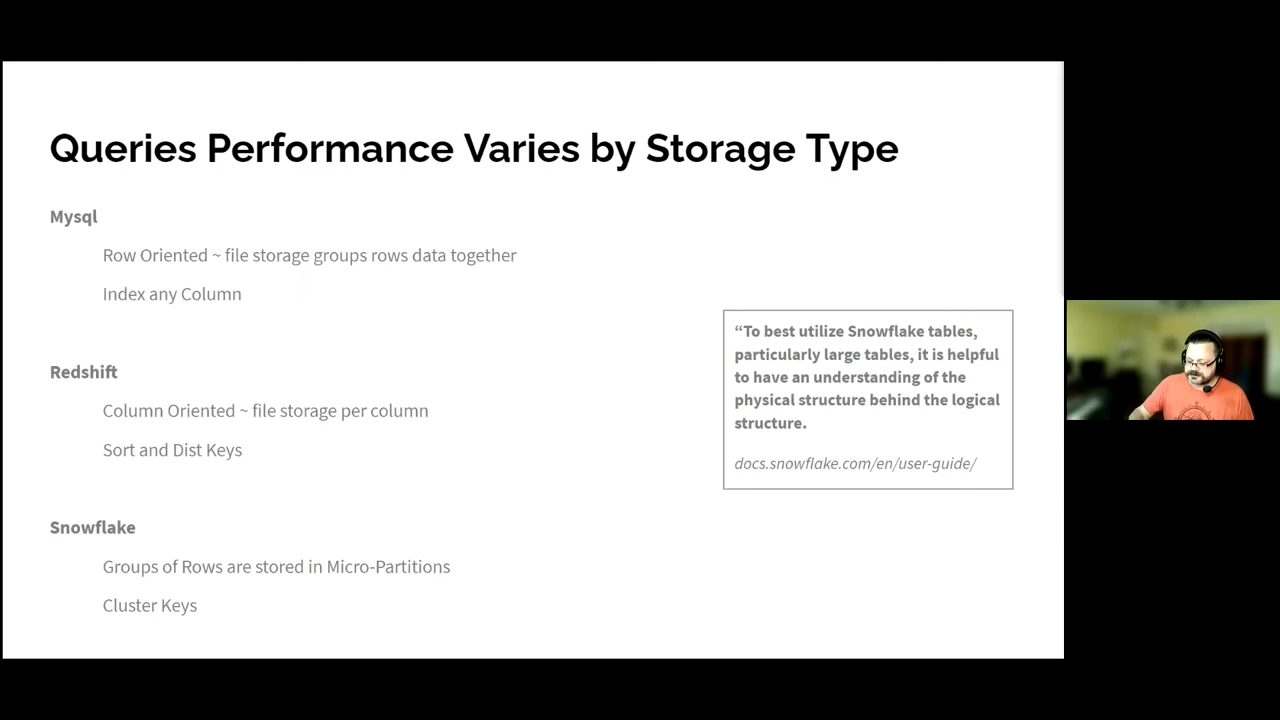 Queries Performance Varies by Storage Type
Mysql
Row Oriented ~ file storage groups rows data together
Index any Column
Redshift
Column Oriented ~ file storage per column
Sort and Dist Keys
Snowflake
Groups of Rows are stored in Micro-Partitions
Cluster Keys
“To best utilize Snowflake tables,
particularly large tables, it is helpful
to have an understanding of the
physical structure behind the logical
structure.
docs.snowflake.com/en/user-guide/